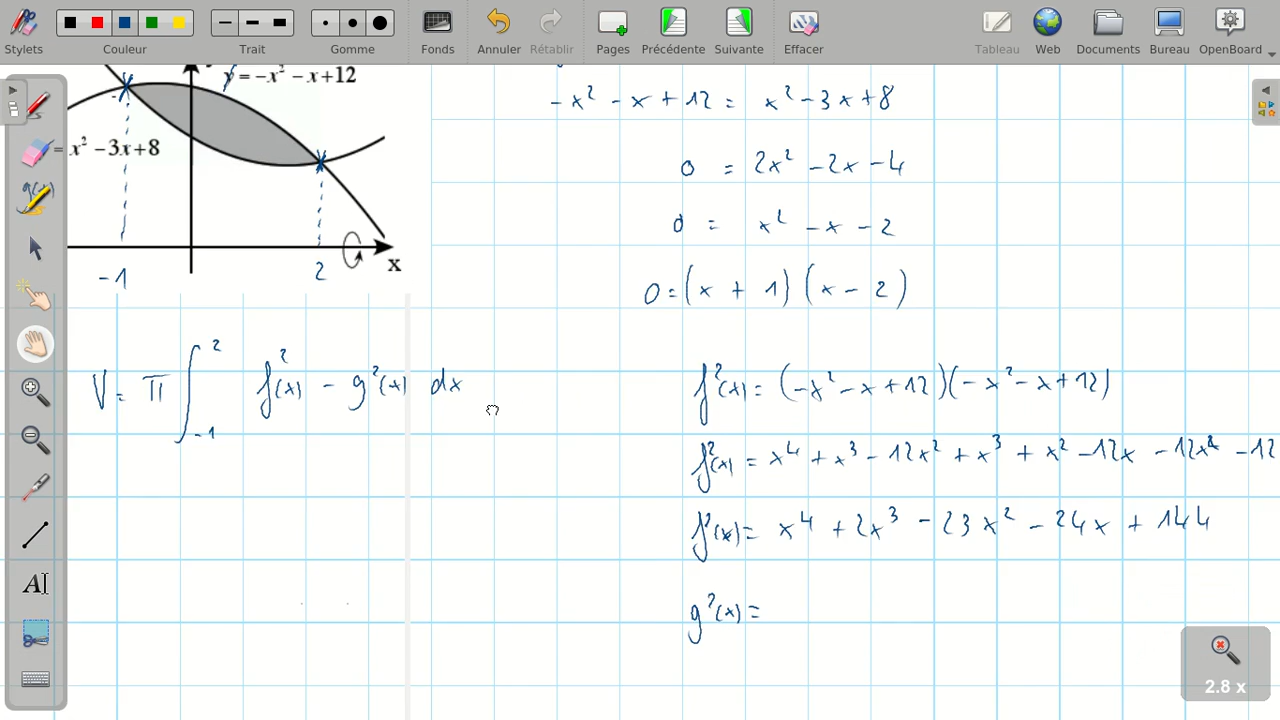 Stylets Couleur Trait Gomme Fonds Annuler Rétablir Pages Précédente Suivante Effacer Tableau Web Documents Bureau OpenBoard
y = -x² - x + 12
= x² - 3x + 8
x
-1 2
-x² - x + 12 = x² - 3x + 8
0 = 2x² - 2x - 4
0 = x² - x - 2
0 = (x + 1) (x - 2)
V = π ∫₋₁² f²(x) - g²(x) dx
f²(x) = (-x² - x + 12)(-x² - x + 12)
f²(x) = x⁴ + x³ - 12x² + x³ + x² - 12x - 12x² - 12
f²(x) = x⁴ + 2x³ - 23x² - 24x + 144
g²(x) =
AI
2.8 x